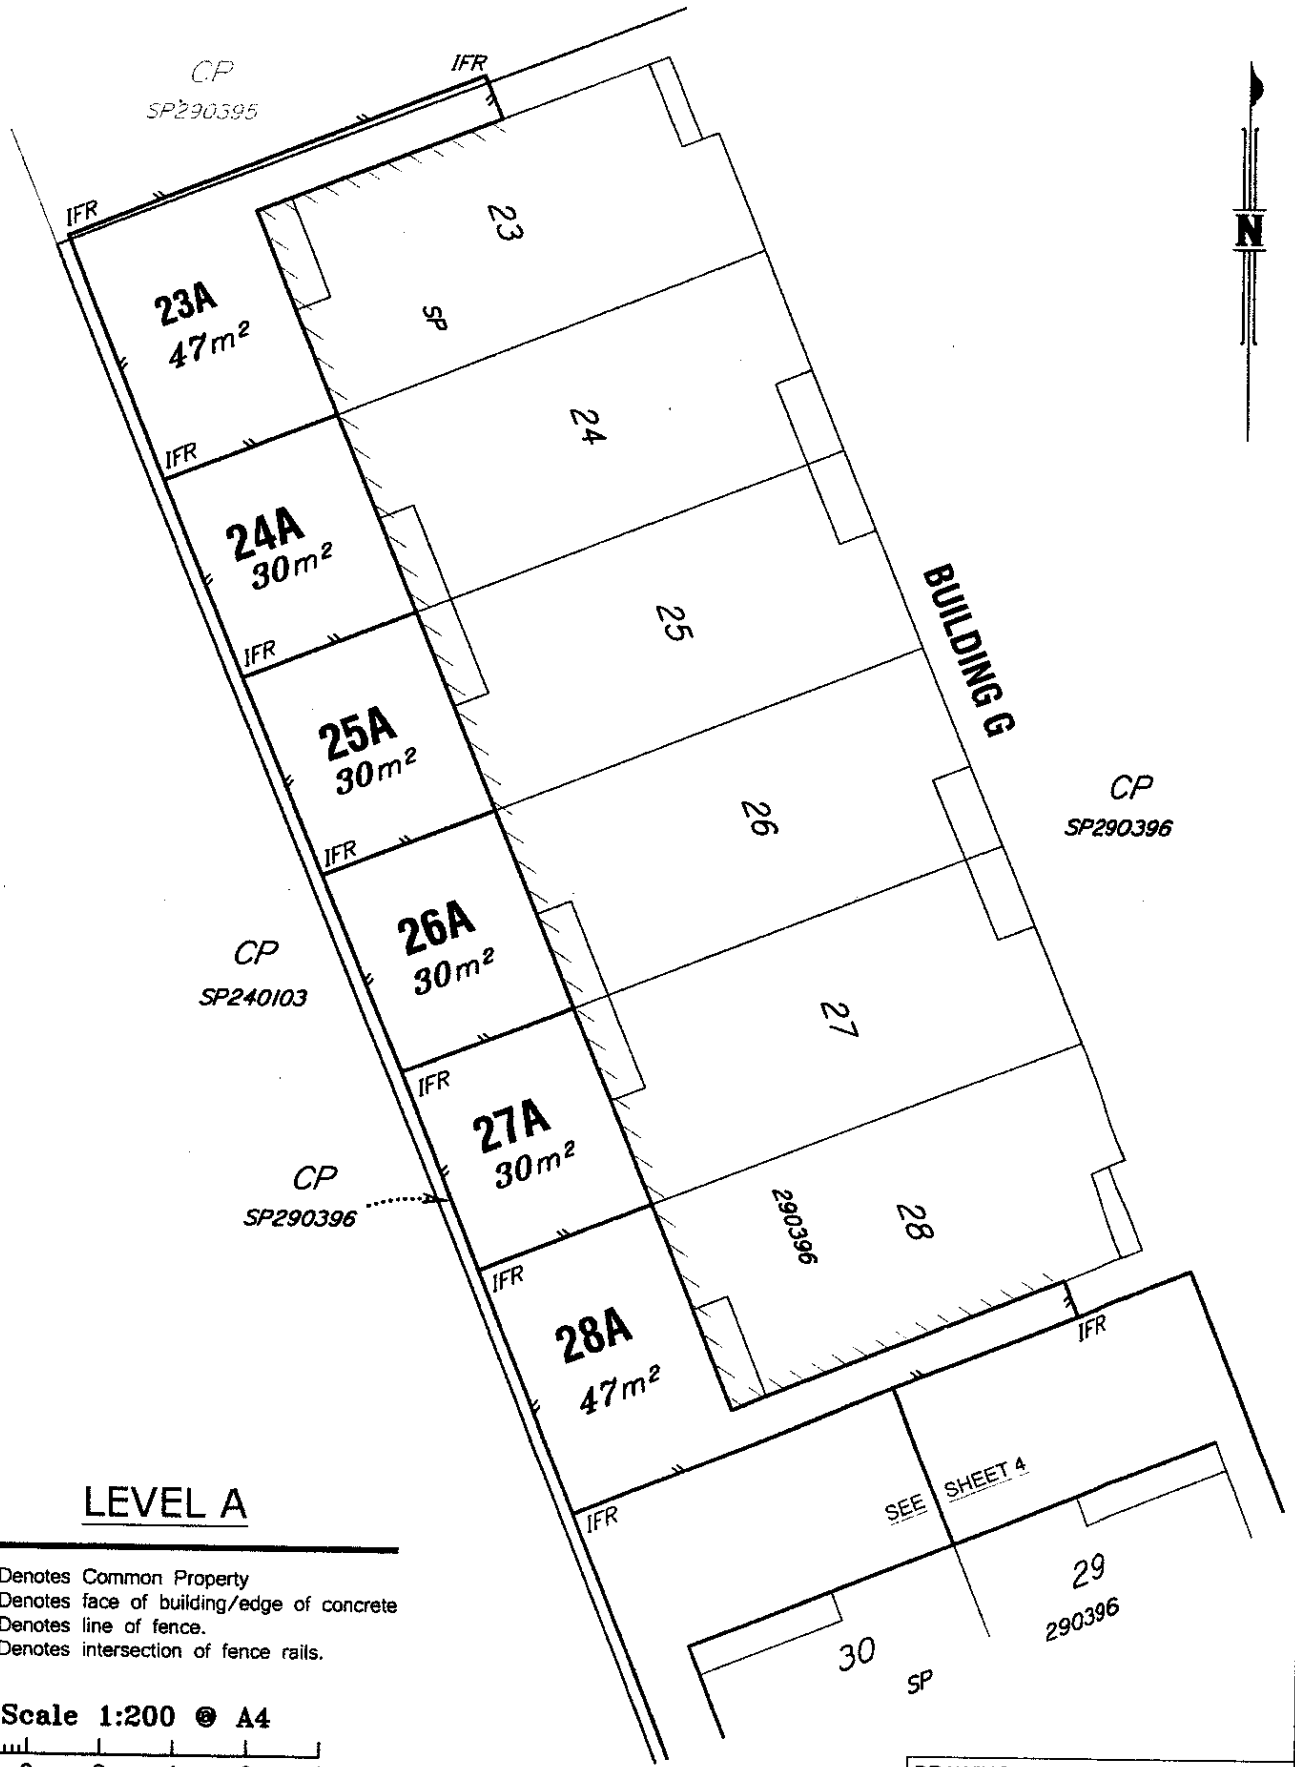 CP
SP290395
IFR
IFR
N
23A
47m²
23
SP
IFR
24
24A
30m²
IFR
25
BUILDING G
25A
30m²
26
CP
SP290396
IFR
26A
30m²
CP
SP240103
27
IFR
27A
30m²
CP
SP290396
290396
28
IFR
28A
47m²
IFR
IFR
SEE SHEET 4
29
290396
30
SP
LEVEL A
Denotes Common Property
Denotes face of building/edge of concrete
Denotes line of fence.
Denotes intersection of fence rails.
Scale 1:200 @ A4